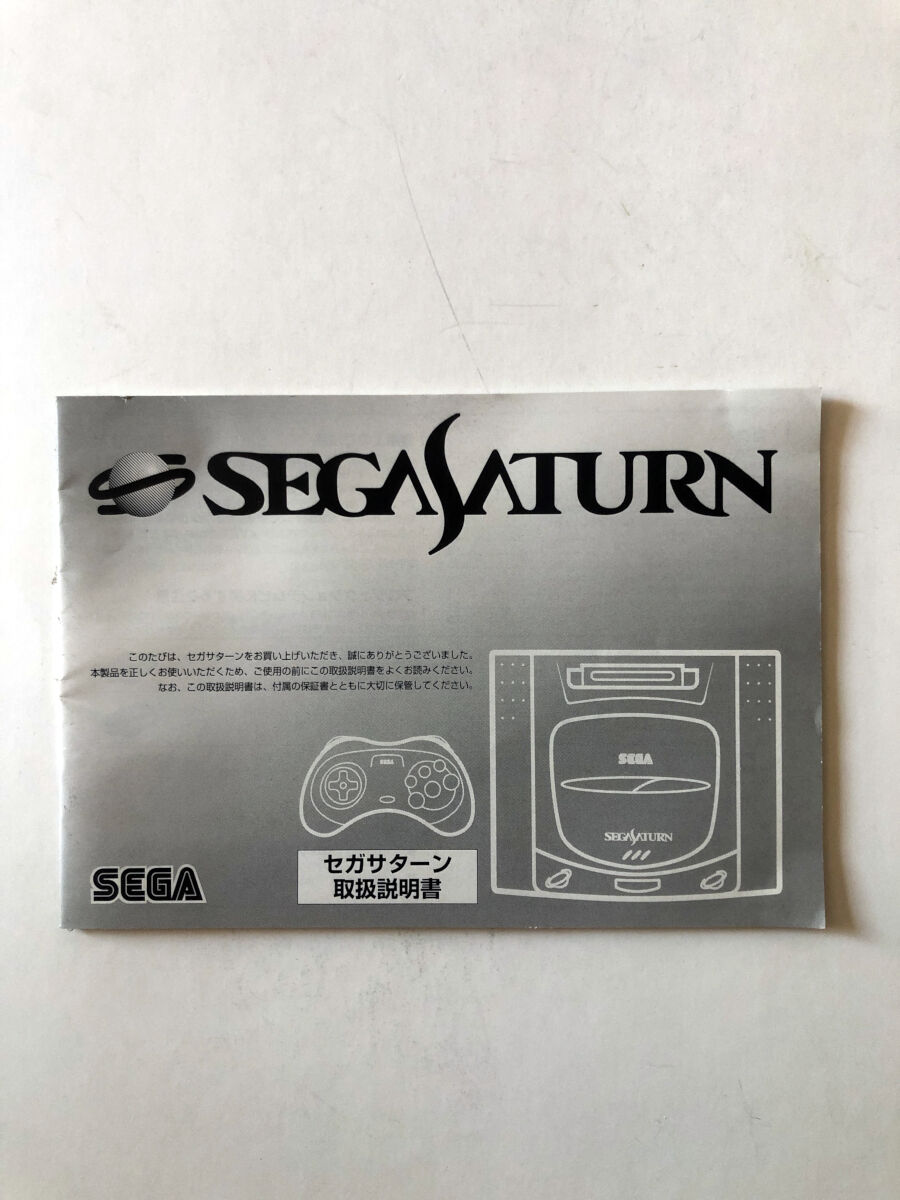 SEGASATURN
このたびは、セガサターンをお買い上げいただき、誠にありがとうございました。
本製品を正しくお使いいただくため、ご使用の前にこの取扱説明書をよくお読みください。
なお、この取扱説明書は、付属の保証書とともに大切に保管してください。
SEGA
SEGA
SEGASATURN
セガサターン
取扱説明書
SEGA